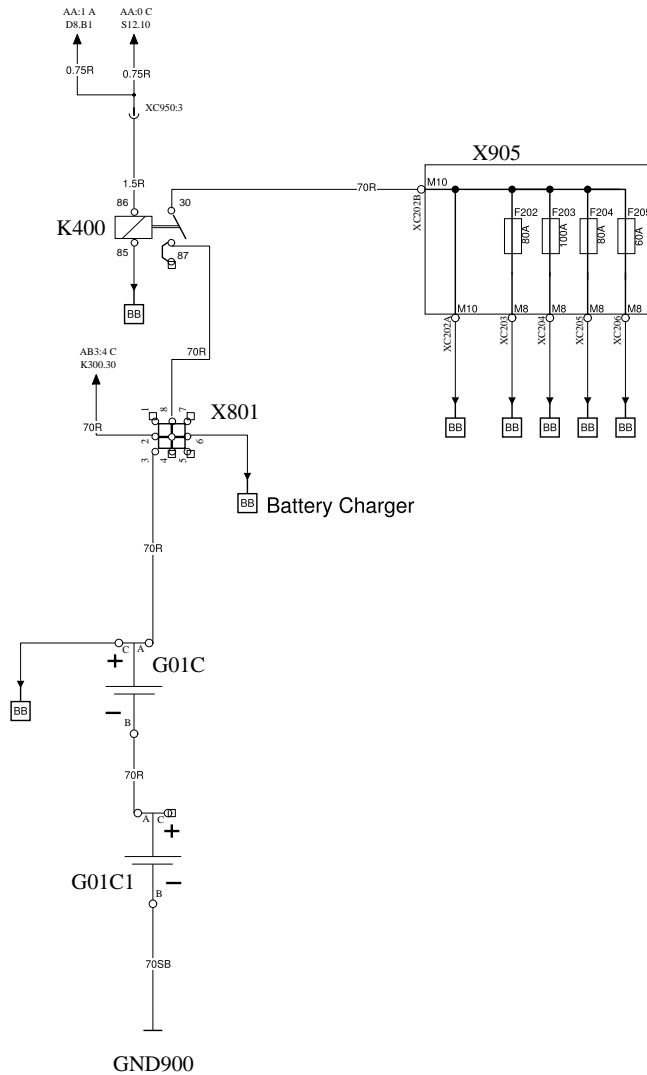 AA:1 A
D8.B1
AA:0 C
S12.10
0.75R
0.75R
XC950:3
X905
1.5R
86
30
70R
M10
XC202B
F202
80A
F203
100A
F204
80A
F205
60A
K400
85
87
BB
M10
M8
M8
M8
M8
XC202A
XC203
XC204
XC205
XC206
AB3:4 C
K300.30
70R
X801
1
8
7
70R
2
6
3
4
5
BB
BB
BB
BB
BB
BB
Battery Charger
70R
C
A
+
G01C
BB
−
B
70R
A
C
+
G01C1
−
B
70SB
GND900